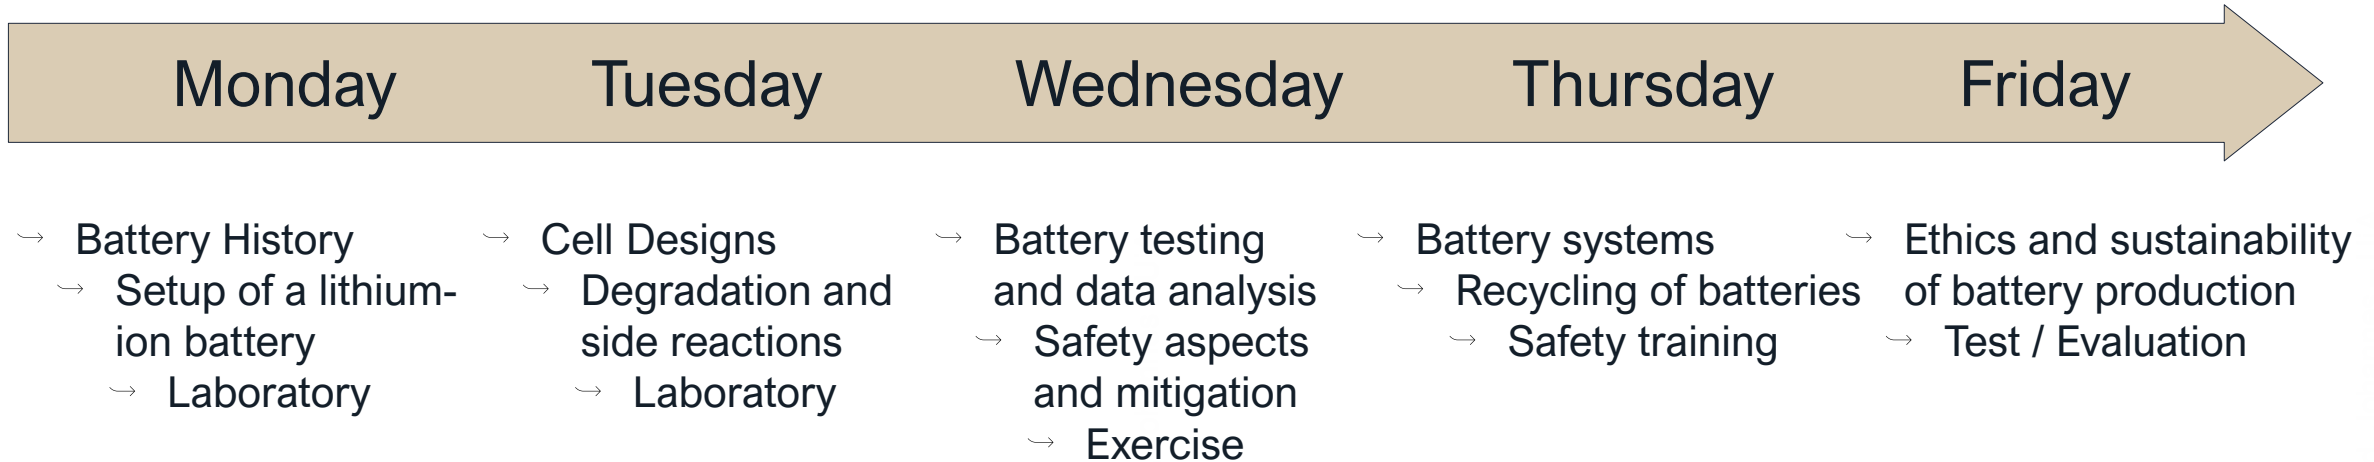 Monday
Tuesday
Wednesday
Thursday
Friday
Battery History
Setup of a lithium-
ion battery
Laboratory
Cell Designs
Degradation and
side reactions
Laboratory
Battery testing
and data analysis
Safety aspects
and mitigation
Exercise
Battery systems
Recycling of batteries
Safety training
Ethics and sustainability
of battery production
Test / Evaluation